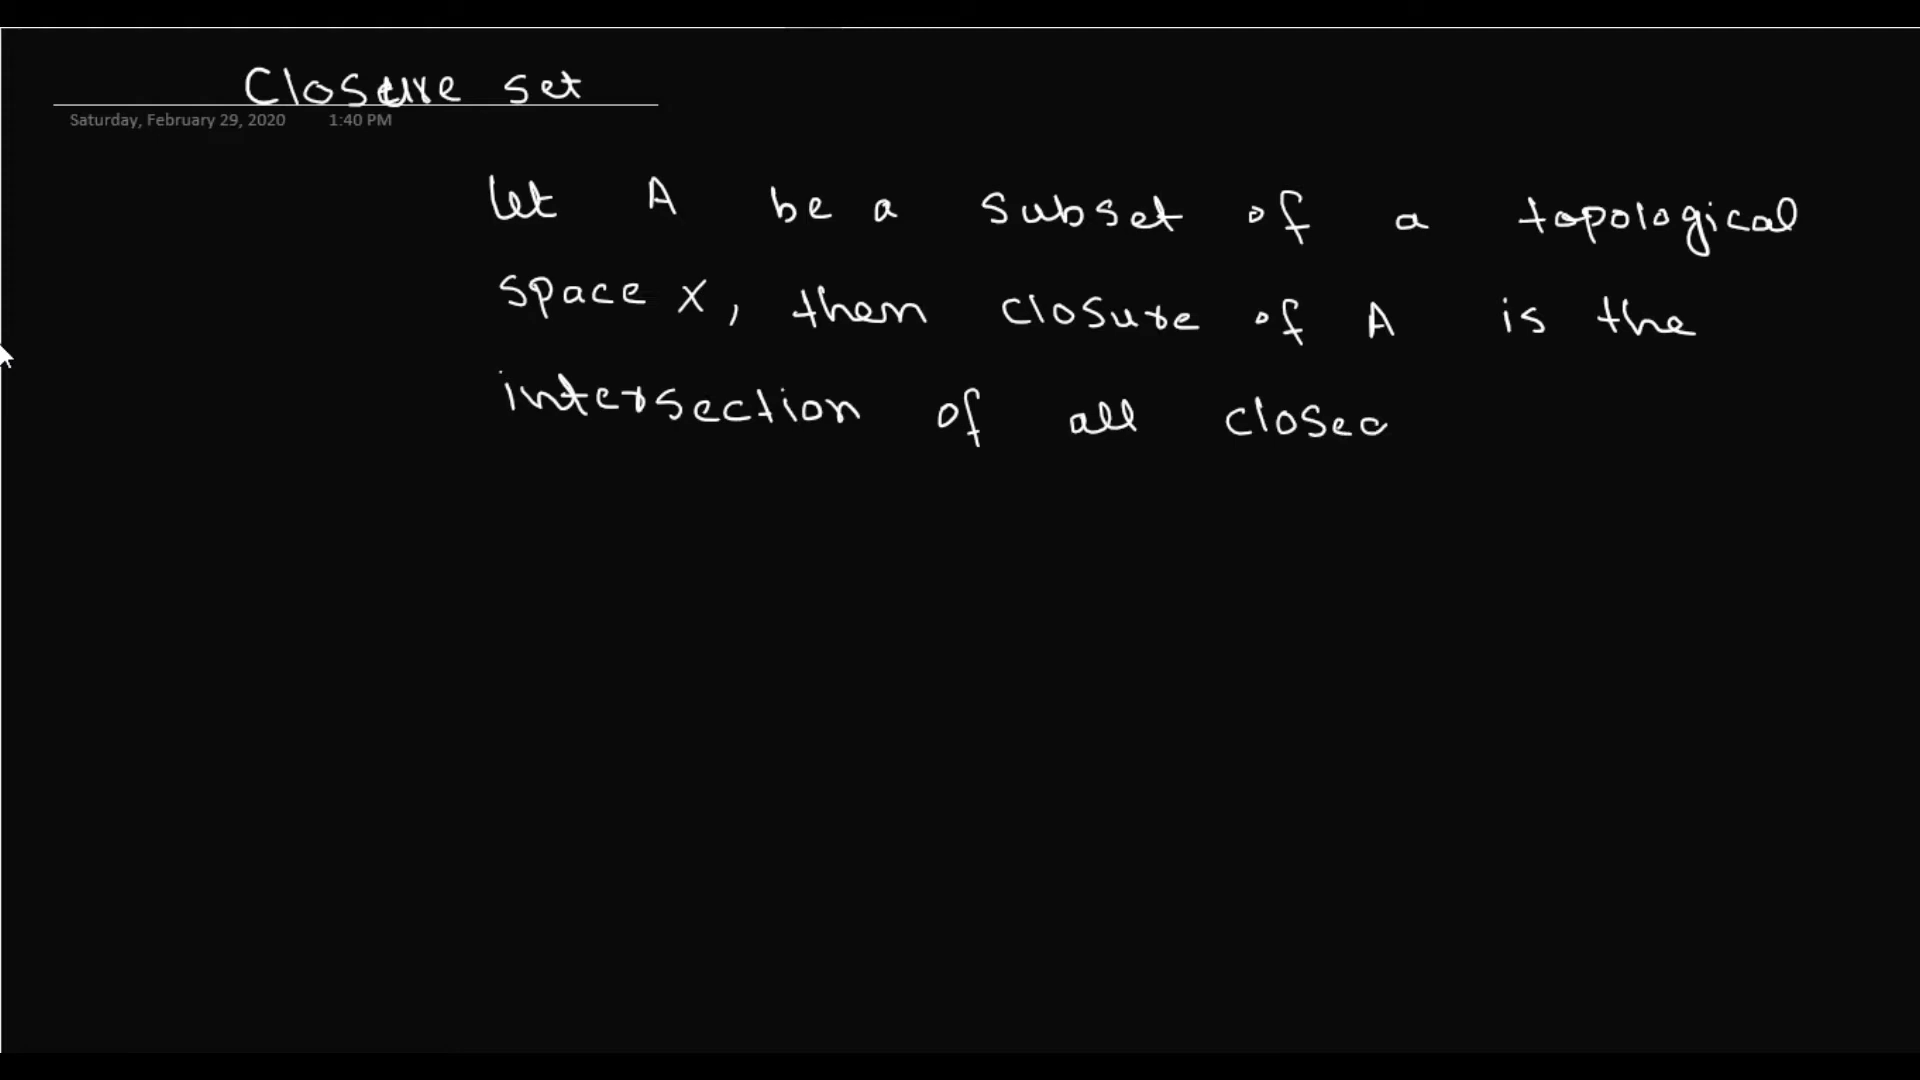 Closure set
Saturday, February 29, 2020 1:40 PM
Let A be a subset of a topological
space X, then closure of A is the
intersection of all closec